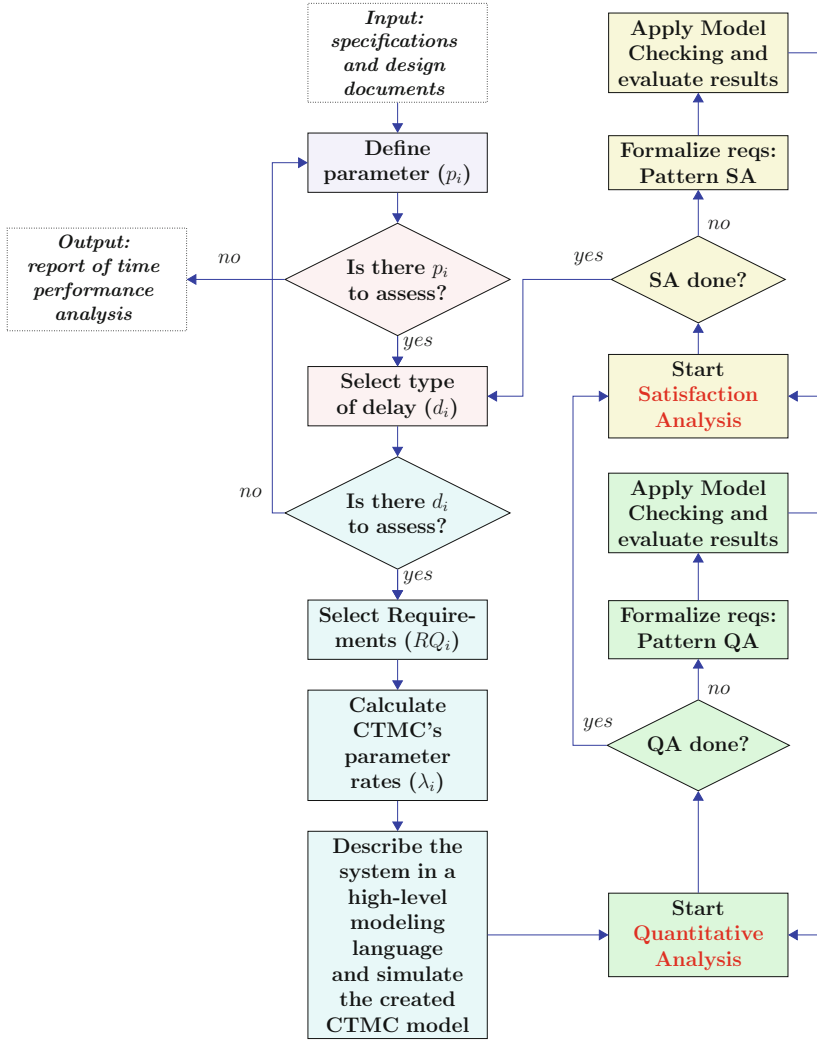 Input:
specifications
and design
documents
Define
parameter (pᵢ)
Is there pᵢ
to assess?
no
yes
Output:
report of time
performance
analysis
Select type
of delay (dᵢ)
Is there dᵢ
to assess?
no
yes
Select Require-
ments (RQᵢ)
Calculate
CTMC's
parameter
rates (λᵢ)
Describe the
system in a
high-level
modeling
language
and simulate
the created
CTMC model
Apply Model
Checking and
evaluate results
Formalize reqs:
Pattern SA
no
yes
SA done?
Start
Satisfaction
Analysis
Apply Model
Checking and
evaluate results
Formalize reqs:
Pattern QA
no
yes
QA done?
Start
Quantitative
Analysis